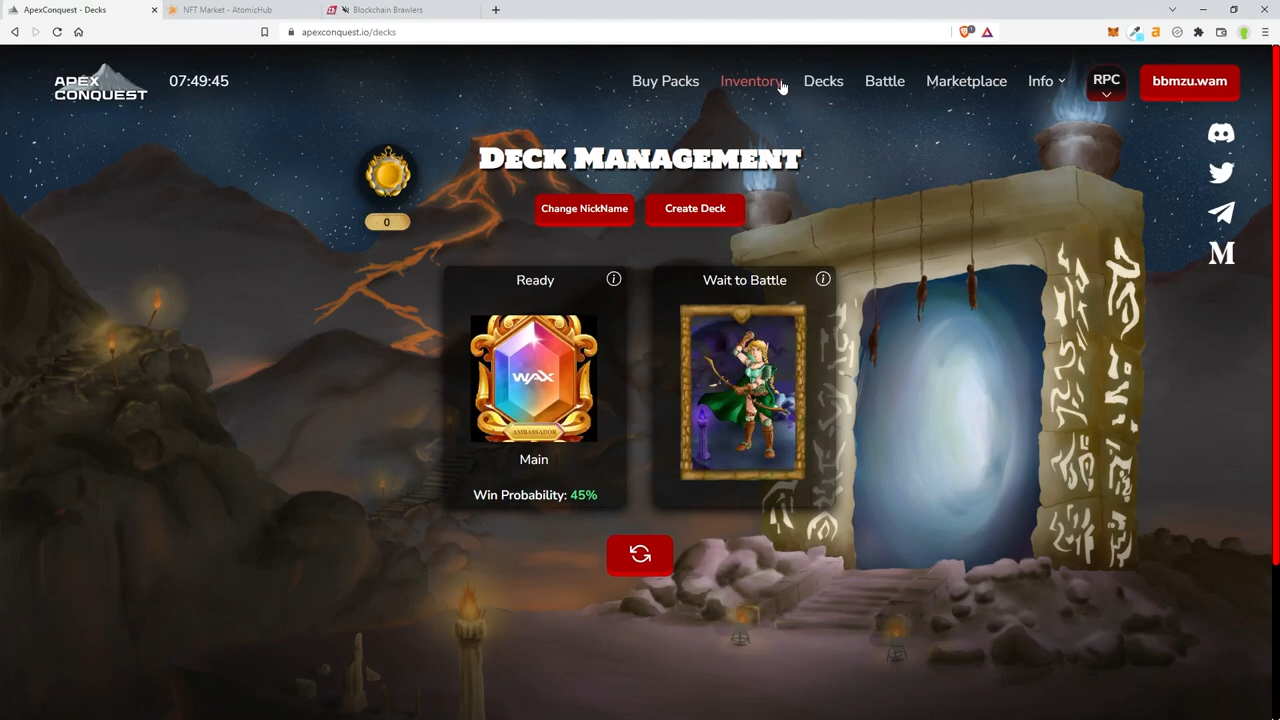 ApexConquest - Decks
NFT Market - AtomicHub
Blockchain Brawlers
apexconquest.io/decks
APEX
CONQUEST
07:49:45
Buy Packs
Inventory
Decks
Battle
Marketplace
Info
RPC
bbmzu.wam
DECK MANAGEMENT
0
Change NickName
Create Deck
Ready
Wait to Battle
WAX
AMBASSADOR
Main
Win Probability: 45%
M